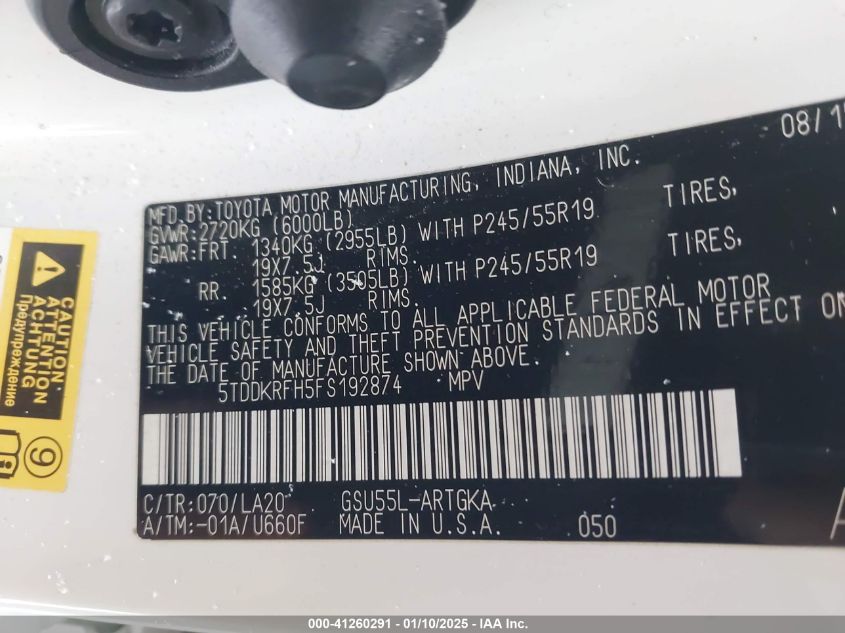 08/1
MFD.BY:TOYOTA MOTOR MANUFACTURING, INDIANA, INC.
GVWR:2720KG (6000LB)
GAWR:FRT. 1340KG (2955LB) WITH P245/55R19 TIRES,
19X7.5J RIMS.
RR. 1585KG (3505LB) WITH P245/55R19 TIRES,
19X7.5J RIMS.
THIS VEHICLE CONFORMS TO ALL APPLICABLE FEDERAL MOTOR
VEHICLE SAFETY AND THEFT PREVENTION STANDARDS IN EFFECT ON
THE DATE OF MANUFACTURE SHOWN ABOVE.
5TDDKRFH5FS192874 MPV
C/TR:070/LA20 GSU55L-ARTGKA
A/TM:-01A/U660F MADE IN U.S.A. 050
CAUTION
ATTENTION
ACHTUNG
Предупреждение
9
000-41260291 - 01/10/2025 - IAA Inc.